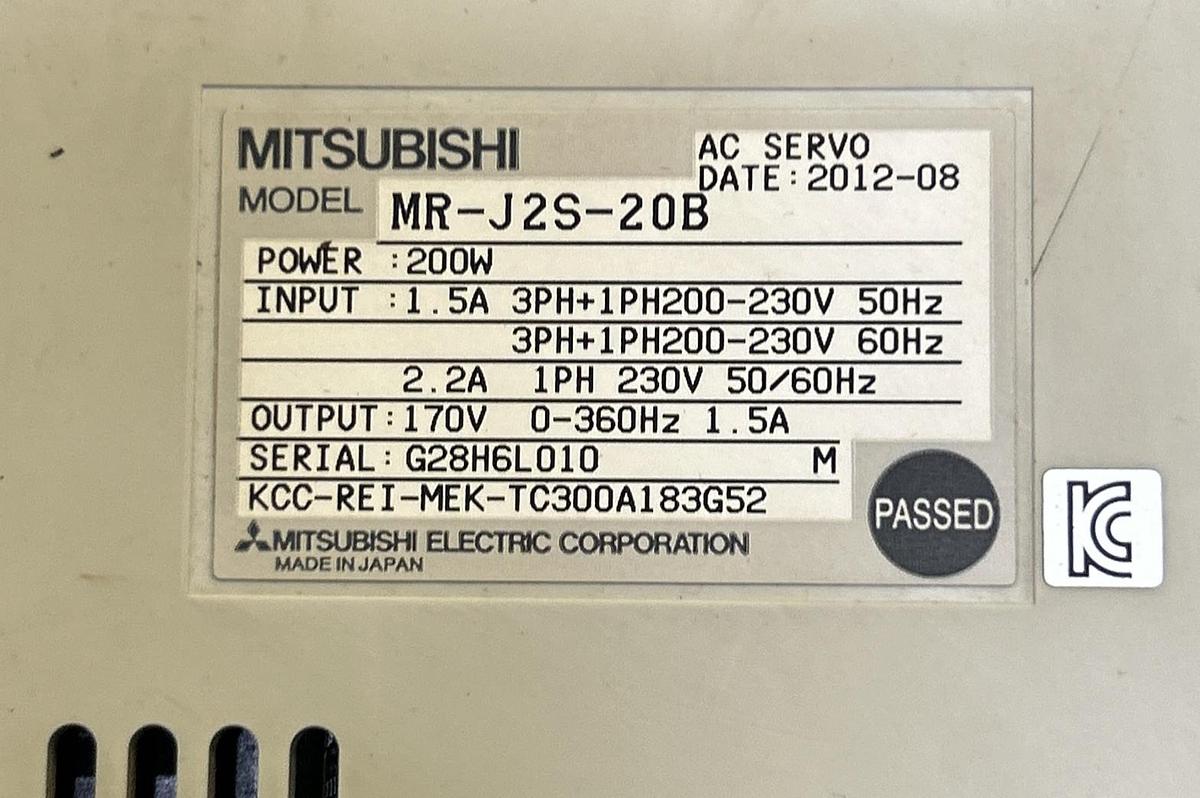 MITSUBISHI
AC SERVO
DATE:2012-08
MODEL MR-J2S-20B
POWER :200W
INPUT :1.5A 3PH+1PH200-230V 50Hz
3PH+1PH200-230V 60Hz
2.2A 1PH 230V 50/60Hz
OUTPUT:170V 0-360Hz 1.5A
SERIAL:G28H6L010 M
KCC-REI-MEK-TC300A183G52
MITSUBISHI ELECTRIC CORPORATION
MADE IN JAPAN
PASSED
KC